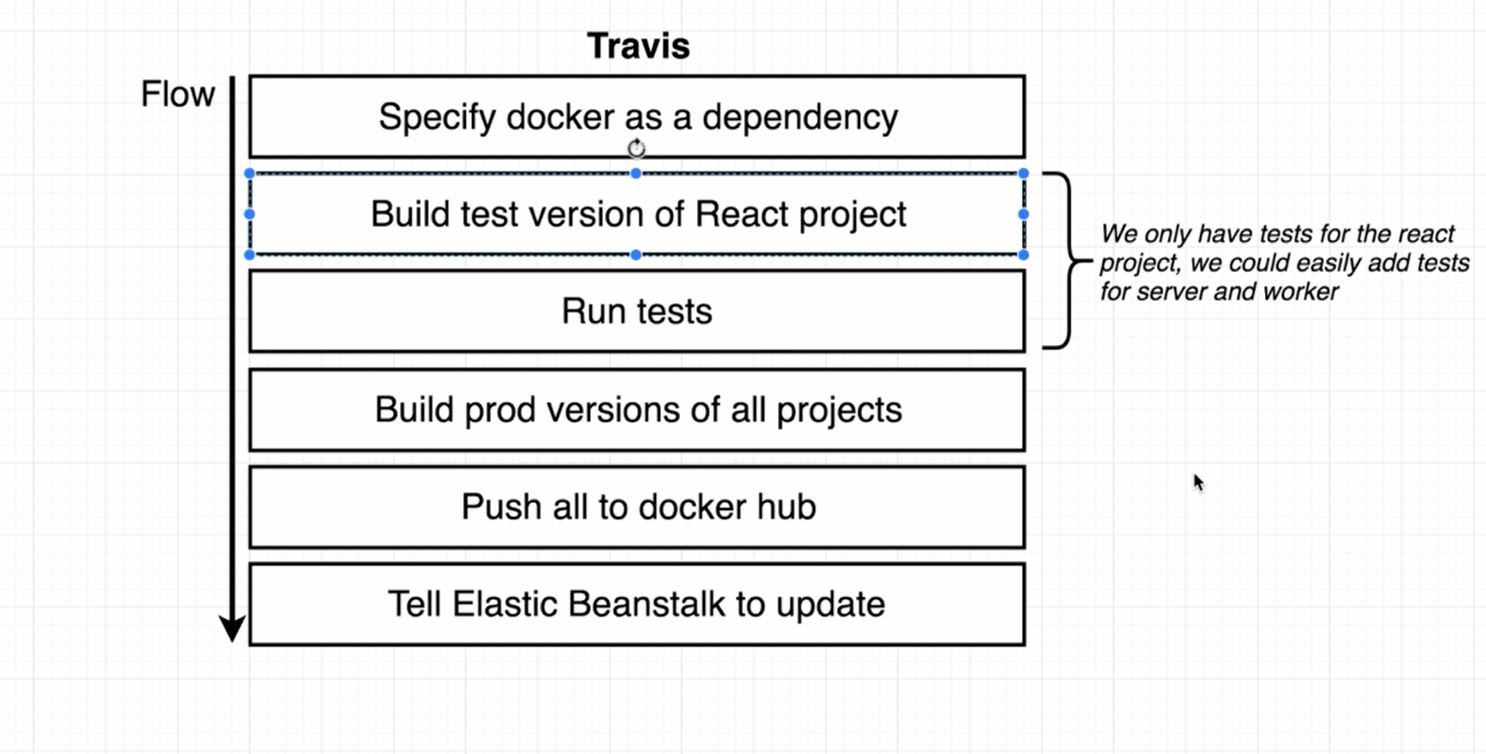 Travis
Flow
Specify docker as a dependency
Build test version of React project
Run tests
We only have tests for the react
project, we could easily add tests
for server and worker
Build prod versions of all projects
Push all to docker hub
Tell Elastic Beanstalk to update